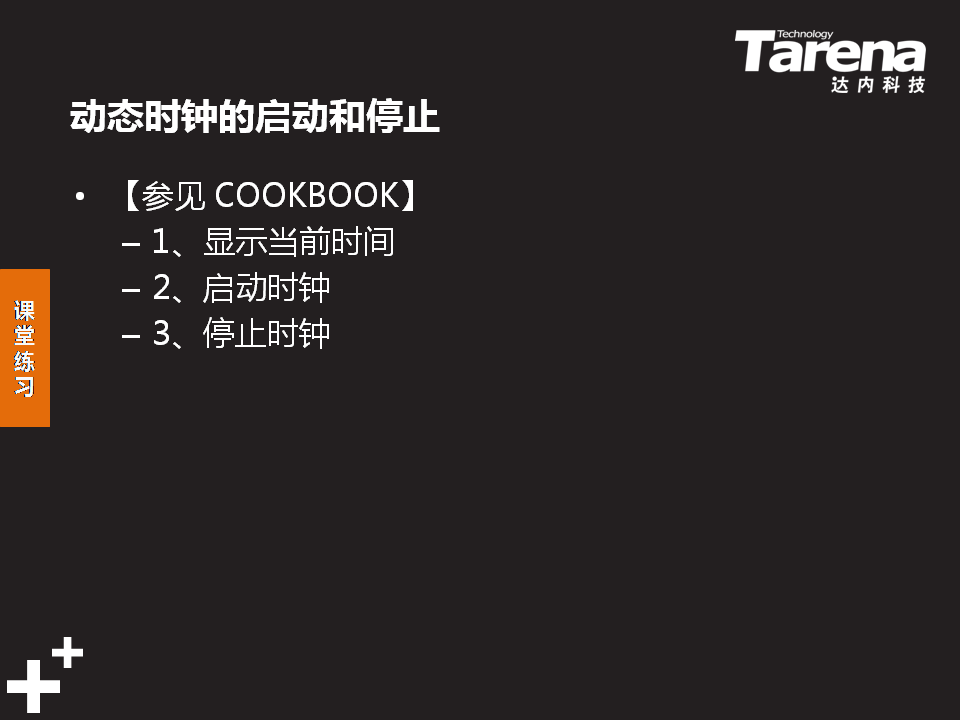 Technology
Tarena
达内科技
动态时钟的启动和停止
• 【参见 COOKBOOK】
– 1、显示当前时间
– 2、启动时钟
– 3、停止时钟
课
堂
练
习